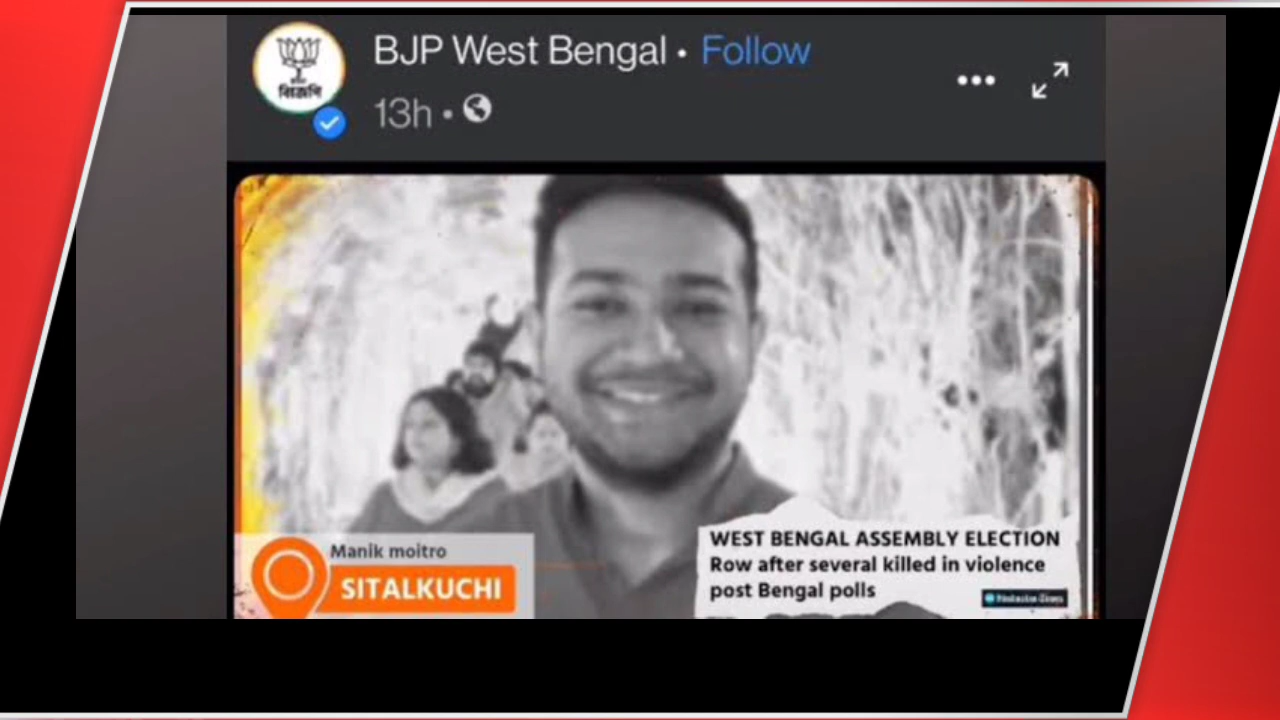 বিজেপি
BJP West Bengal • Follow
13h •
Manik moitro
SITALKUCHI
WEST BENGAL ASSEMBLY ELECTION
Row after several killed in violence
post Bengal polls